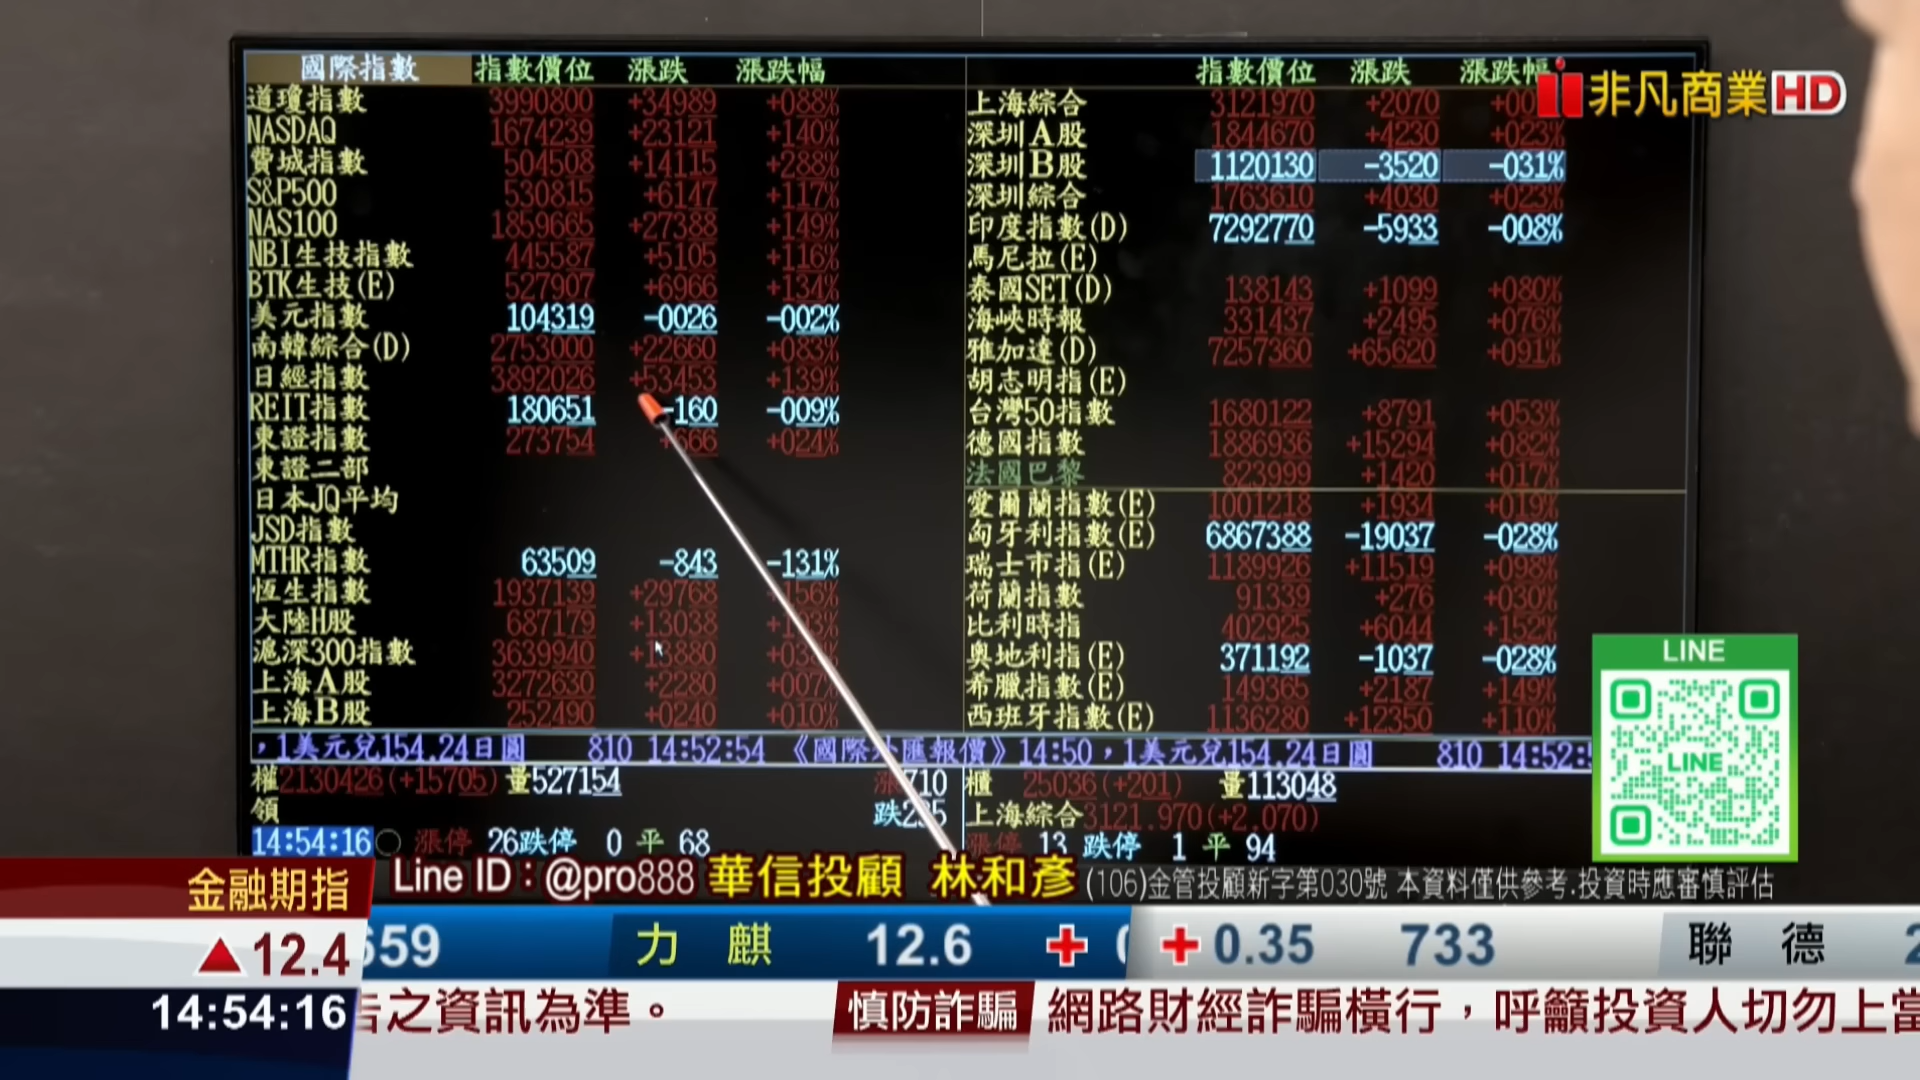 國際指數 指數價位 漲跌 漲跌幅 指數價位 漲跌 漲跌幅
非凡商業HD
道瓊指數 3990800 +34989 +088%
NASDAQ 1674239 +23121 +140%
費城指數 504508 +14115 +288%
S&P500 530815 +6147 +117%
NAS100 1859665 +27388 +149%
NBI生技指數 445587 +5105 +116%
BTK生技(E) 527907 +6966 +134%
美元指數 104319 -0026 -002%
南韓綜合(D) 2753000 +22660 +083%
日經指數 3892026 +53453 +139%
REIT指數 180651 -160 -009%
東證指數 273754 +666 +024%
東證二部
日本JQ平均
JSD指數
MTHR指數 63509 -843 -131%
恆生指數 1937139 +29768 +156%
大陸H股 687179 +13038
滬深300指數 3639940
上海A股 3272630 +2280 +007%
上海B股 252490 +0240 +010%
上海綜合 3121970 +2070
深圳A股 1844670 +4230 +023%
深圳B股 1120130 -3520 -031%
深圳綜合 1763610 +4030 +023%
印度指數(D) 7292770 -5933 -008%
馬尼拉(E)
泰國SET(D) 138143 +1099 +080%
海峽時報 331437 +2495 +076%
雅加達(D) 7257360 +65620 +091%
胡志明指(E)
台灣50指數 1680122 +8791 +053%
德國指數 1886936 +15294 +082%
法國巴黎 823999 +1420 +017%
愛爾蘭指數(E) 1001218 +1934 +019%
匈牙利指數(E) 6867388 -19037 -028%
瑞士市指(E) 1189926 +11519 +098%
荷蘭指數 91339 +276 +030%
比利時指 402925 +6044 +152%
奧地利指(E) 371192 -1037 -028%
希臘指數(E) 149365 +2187 +149%
西班牙指數(E) 1136280 +12350 +110%
，1美元兌154.24日圓 810 14:52:54 《國際外匯報價》14:50，1美元兌154.24日圓 810 14:52:
權2130426(+15705) 量527154 漲710 櫃 25036(+201) 量113048
領 跌235 上海綜合3121.970(+2.070)
14:54:16 漲停 26跌停 0 平 68 漲停 13 跌停 1 平 94
LINE
LINE
金融期指
Line ID：@pro888 華信投顧 林和彥 (106)金管投顧新字第030號 本資料僅供參考.投資時應審慎評估
▲12.4
659 力麒 12.6 + + 0.35 733 聯德
14:54:16
告之資訊為準。 慎防詐騙 網路財經詐騙橫行，呼籲投資人切勿上當